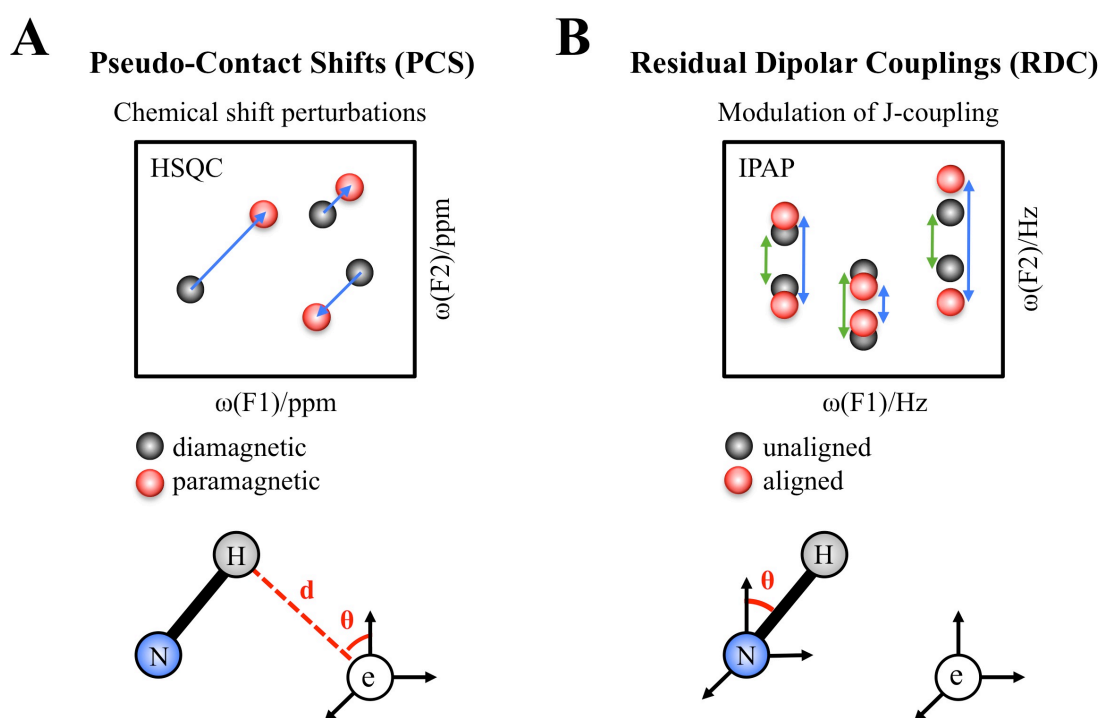 A
Pseudo-Contact Shifts (PCS)
Chemical shift perturbations
HSQC
ω(F2)/ppm
ω(F1)/ppm
diamagnetic
paramagnetic
H
d
θ
N
e
B
Residual Dipolar Couplings (RDC)
Modulation of J-coupling
IPAP
ω(F2)/Hz
ω(F1)/Hz
unaligned
aligned
H
θ
N
e